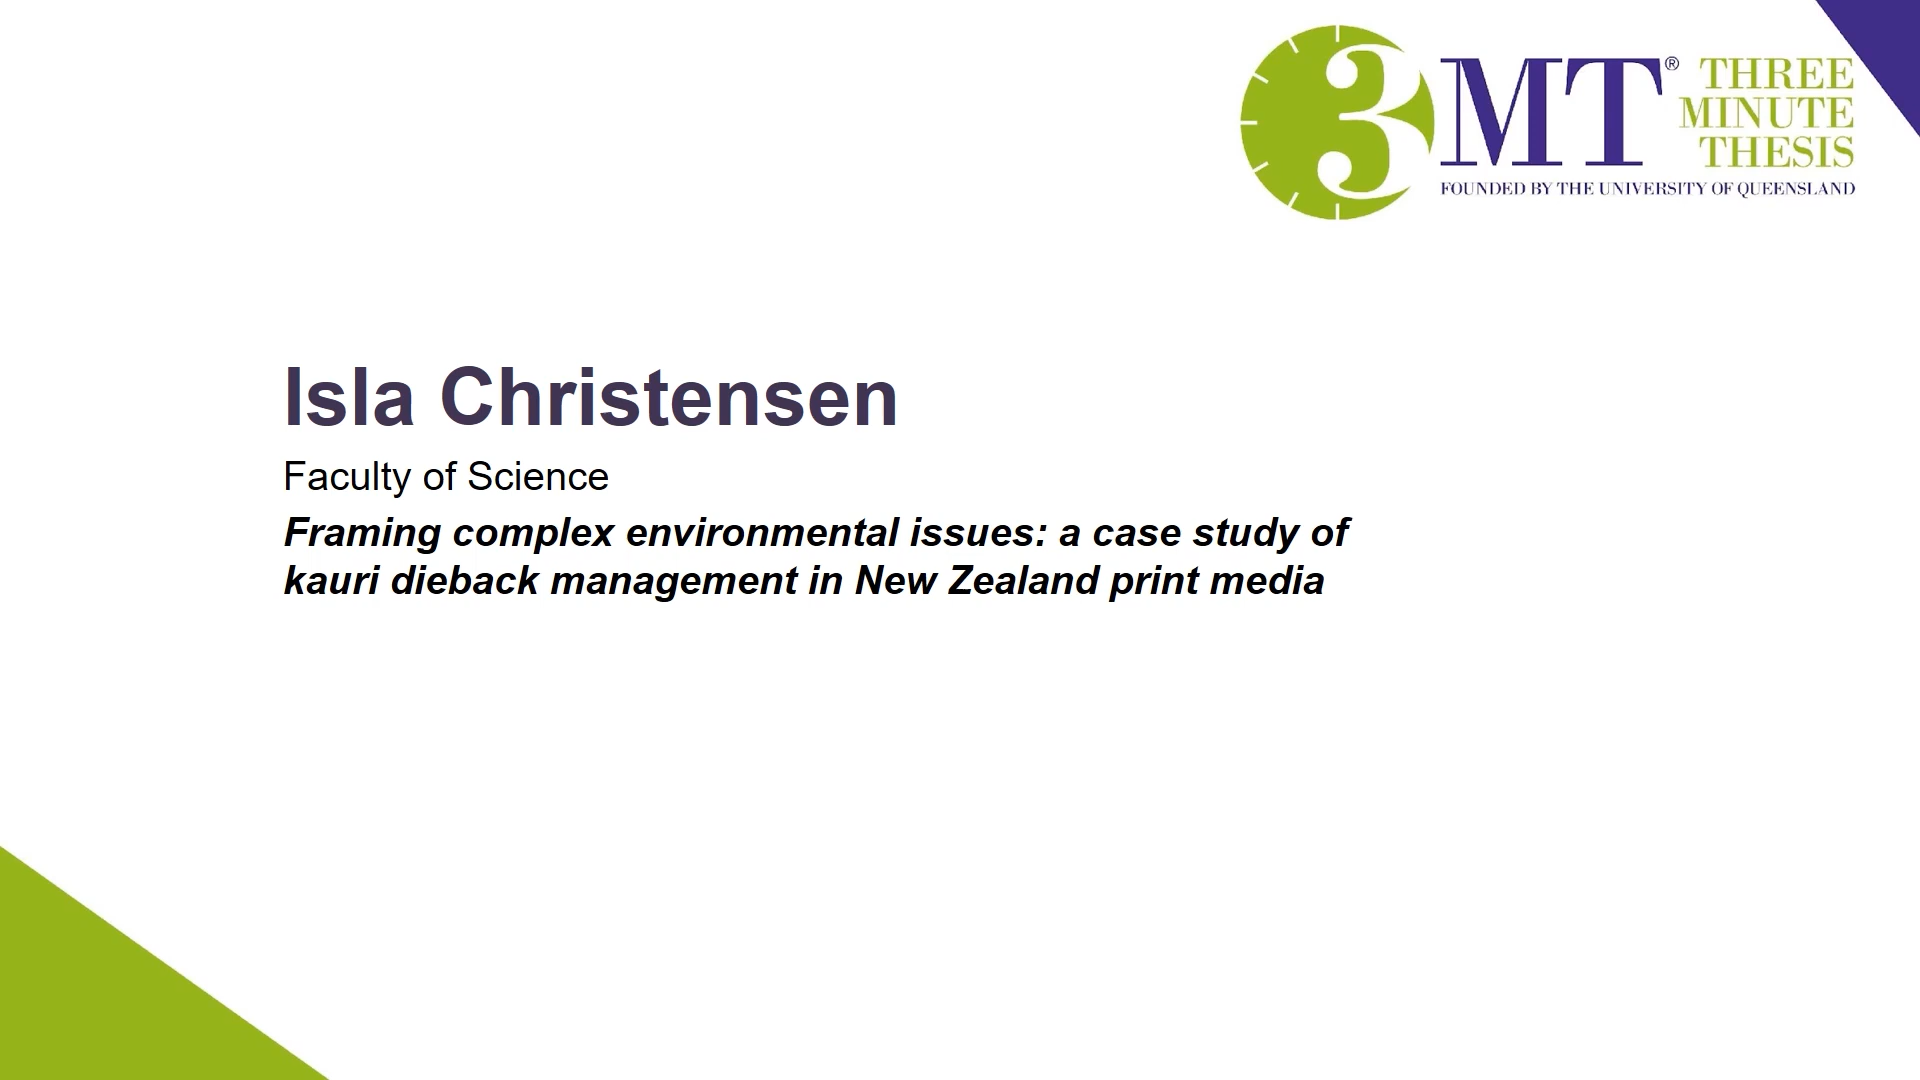 3MT® THREE
MINUTE
THESIS
FOUNDED BY THE UNIVERSITY OF QUEENSLAND
Isla Christensen
Faculty of Science
Framing complex environmental issues: a case study of
kauri dieback management in New Zealand print media